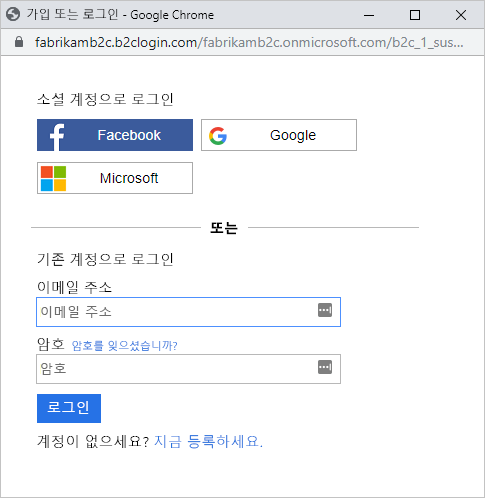 가입 또는 로그인 - Google Chrome
fabrikamb2c.b2clogin.com/fabrikamb2c.onmicrosoft.com/b2c_1_sus...
소셜 계정으로 로그인
Facebook Google
Microsoft
또는
기존 계정으로 로그인
이메일 주소
이메일 주소
암호 암호를 잊으셨습니까?
암호
로그인
계정이 없으세요? 지금 등록하세요.